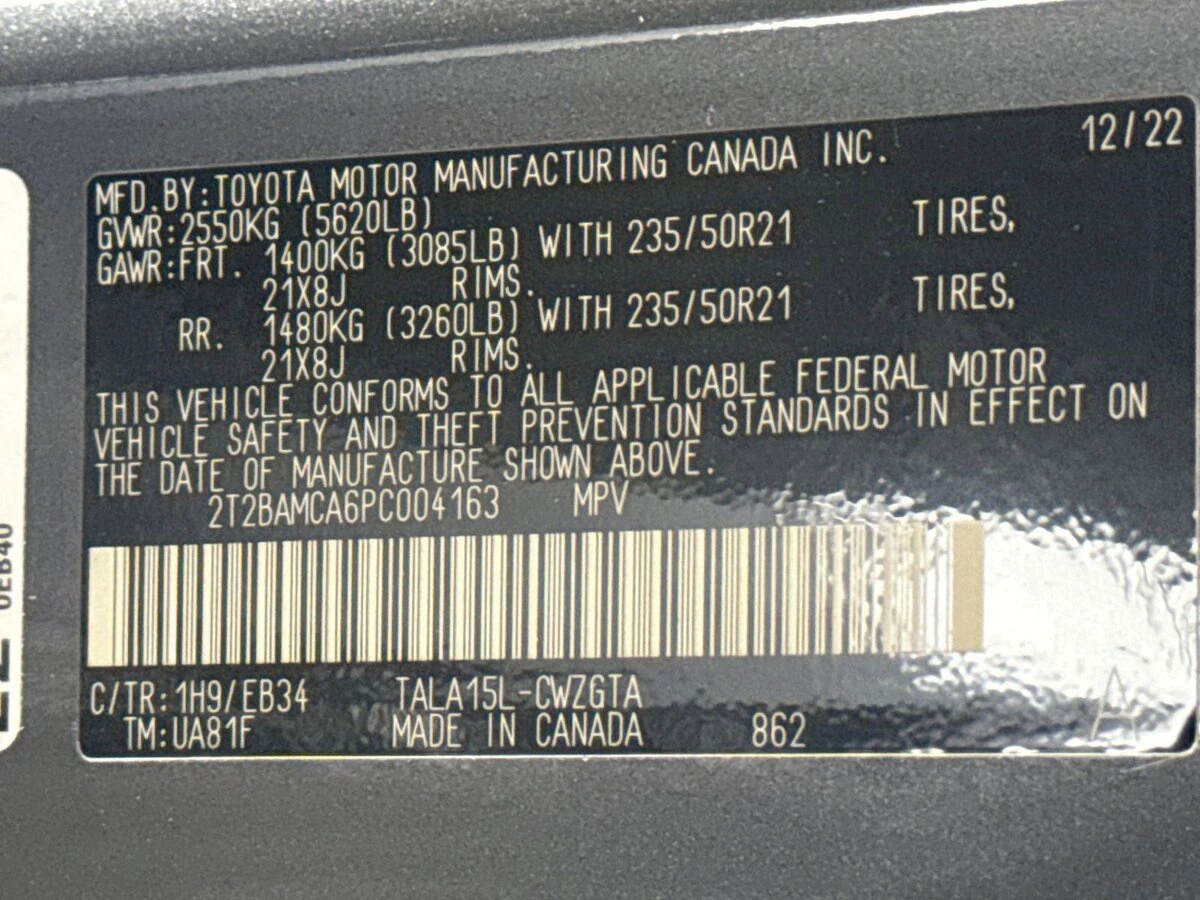 12/22
MFD.BY:TOYOTA MOTOR MANUFACTURING CANADA INC.
GVWR:2550KG (5620LB)
GAWR:FRT. 1400KG (3085LB) WITH 235/50R21 TIRES,
21X8J RIMS.
RR. 1480KG (3260LB) WITH 235/50R21 TIRES,
21X8J RIMS.
THIS VEHICLE CONFORMS TO ALL APPLICABLE FEDERAL MOTOR
VEHICLE SAFETY AND THEFT PREVENTION STANDARDS IN EFFECT ON
THE DATE OF MANUFACTURE SHOWN ABOVE.
2T2BAMCA6PC004163 MPV
C/TR:1H9/EB34 TALA15L-CWZGTA
TM:UA81F MADE IN CANADA 862
A